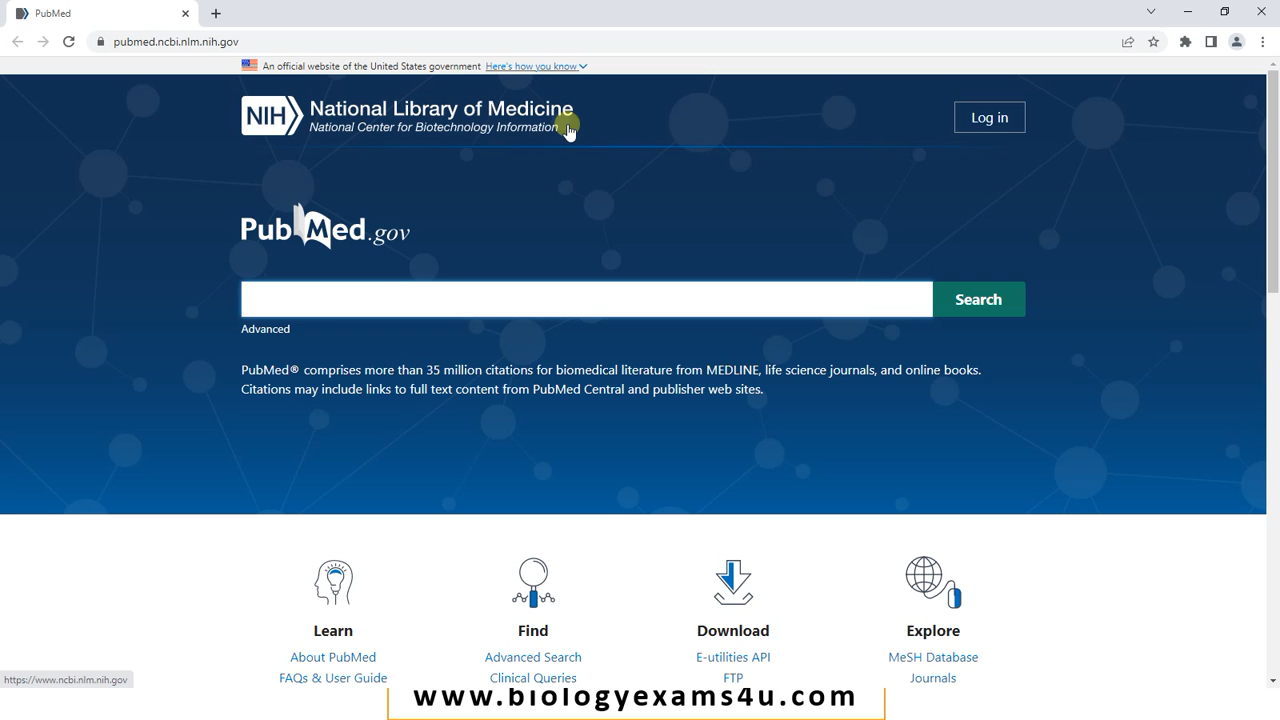 PubMed
pubmed.ncbi.nlm.nih.gov
An official website of the United States government Here's how you know
NIH National Library of Medicine
National Center for Biotechnology Information
Log in
PubMed.gov
Search
Advanced
PubMed® comprises more than 35 million citations for biomedical literature from MEDLINE, life science journals, and online books.
Citations may include links to full text content from PubMed Central and publisher web sites.
Learn Find Download Explore
About PubMed Advanced Search E-utilities API MeSH Database
FAQs & User Guide Clinical Queries FTP Journals
https://www.ncbi.nlm.nih.gov
www.biologyexams4u.com